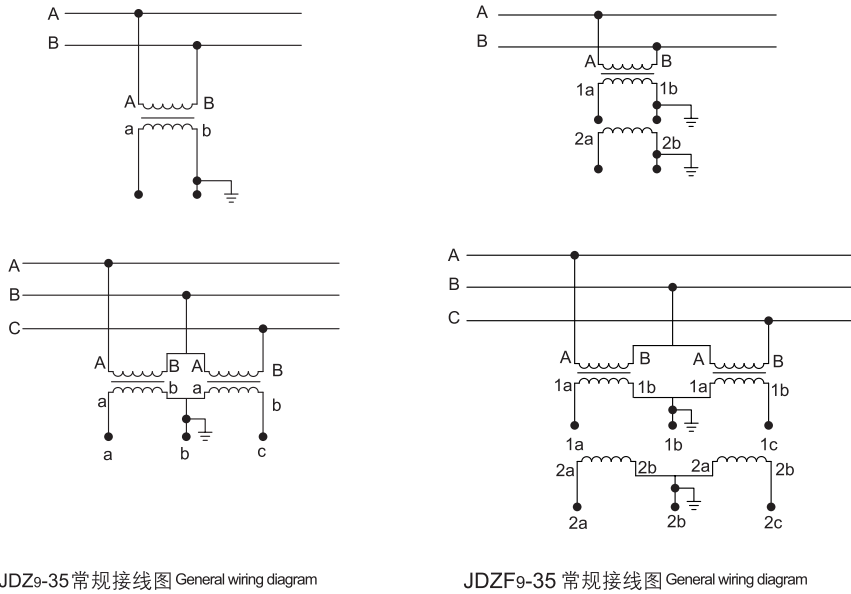 A
B
A B
a b
A
B
A B
1a 1b
2a 2b
A
B
C
A B A B
a b a b
a b c
A
B
C
A B A B
1a 1b 1a 1b
1a 1b 1c
2a 2b 2a 2b
2a 2b 2c
JDZ9-35常规接线图 General wiring diagram
JDZF9-35 常规接线图 General wiring diagram